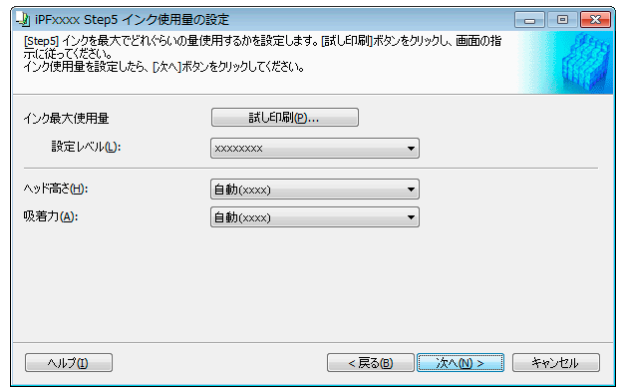 iPFxxxx Step5 インク使用量の設定
[Step5] インクを最大でどれぐらいの量使用するかを設定します。[試し印刷]ボタンをクリックし、画面の指
示に従ってください。
インク使用量を設定したら、[次へ]ボタンをクリックしてください。
インク最大使用量 試し印刷(P)...
設定レベル(L): xxxxxxxx
ヘッド高さ(H): 自動(xxxx)
吸着力(A): 自動(xxxx)
ヘルプ(I) < 戻る(B) 次へ(N) > キャンセル